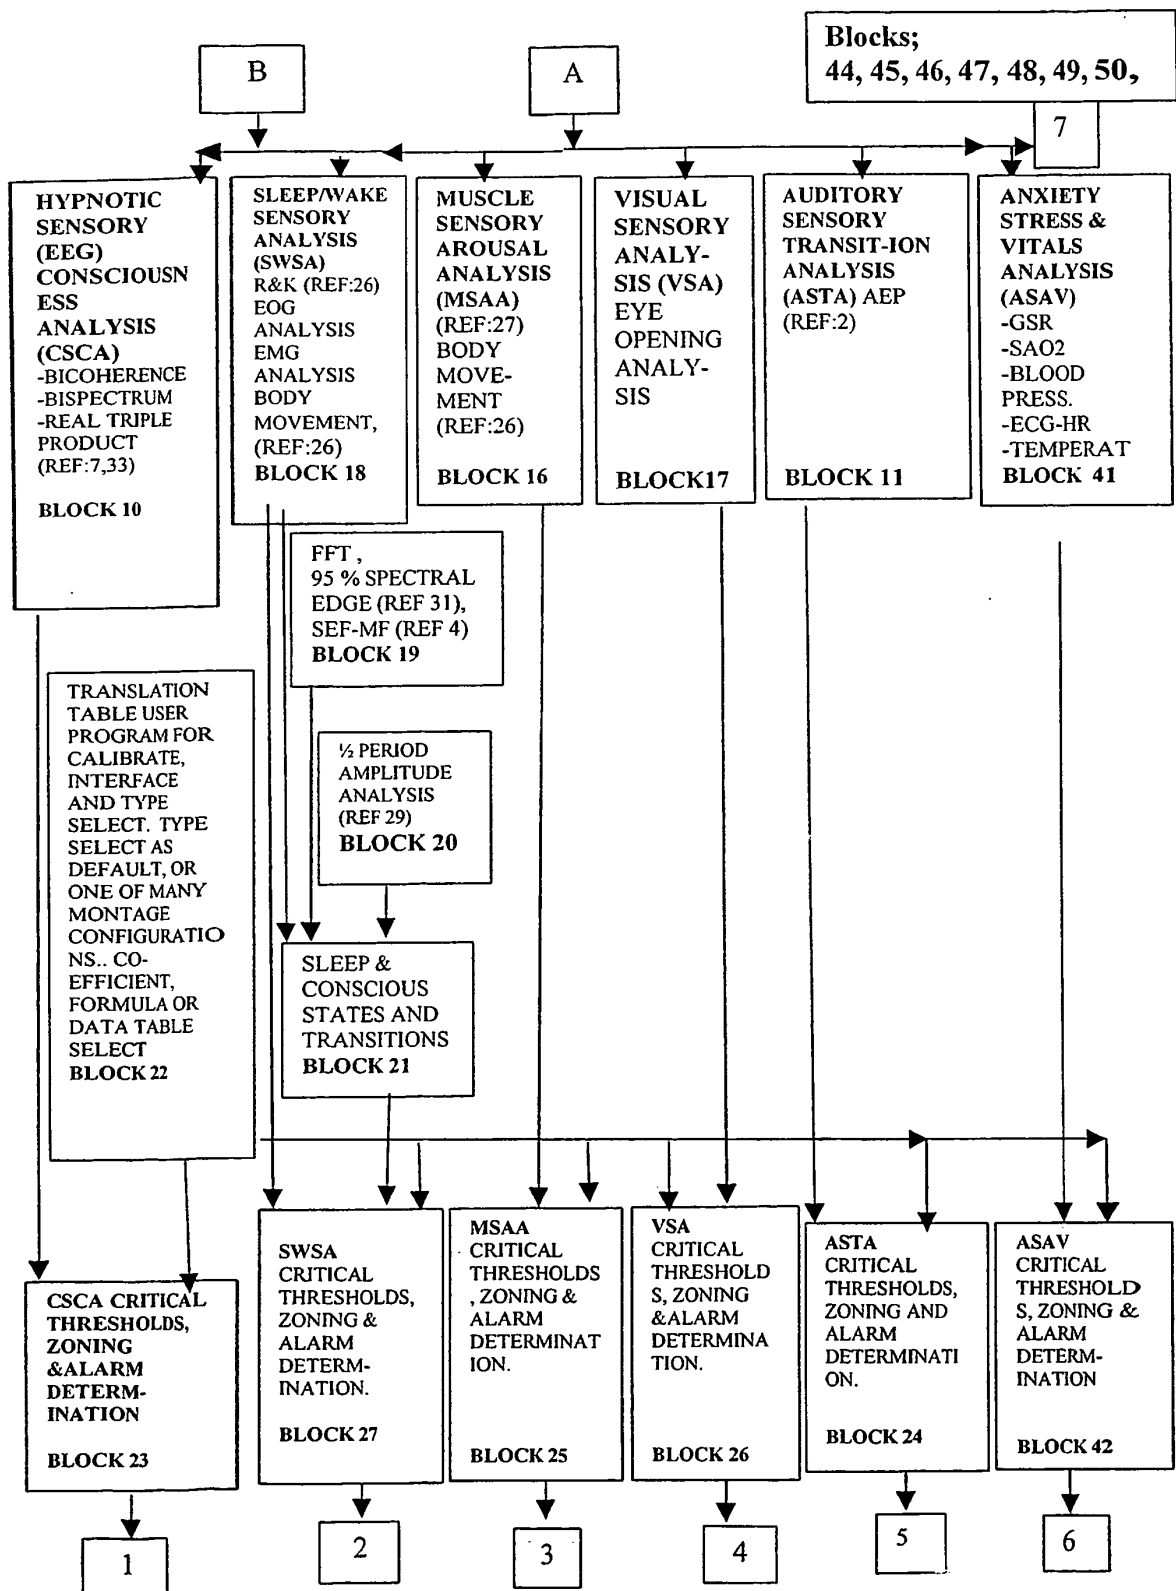 B
A
Blocks;
44, 45, 46, 47, 48, 49, 50,
7
HYPNOTIC
SENSORY
(EEG)
CONSCIOUSN
ESS
ANALYSIS
(CSCA)
-BICOHERENCE
-BISPECTRUM
-REAL TRIPLE
PRODUCT
(REF:7,33)
BLOCK 10
SLEEP/WAKE
SENSORY
ANALYSIS
(SWSA)
R&K (REF:26)
EOG
ANALYSIS
EMG
ANALYSIS
BODY
MOVEMENT,
(REF:26)
BLOCK 18
MUSCLE
SENSORY
AROUSAL
ANALYSIS
(MSAA)
(REF:27)
BODY
MOVE-
MENT
(REF:26)
BLOCK 16
VISUAL
SENSORY
ANALY-
SIS (VSA)
EYE
OPENING
ANALY-
SIS
BLOCK17
AUDITORY
SENSORY
TRANSIT-ION
ANALYSIS
(ASTA) AEP
(REF:2)
BLOCK 11
ANXIETY
STRESS &
VITALS
ANALYSIS
(ASAV)
-GSR
-SAO2
-BLOOD
PRESS.
-ECG-HR
-TEMPERAT
BLOCK 41
FFT ,
95 % SPECTRAL
EDGE (REF 31),
SEF-MF (REF 4)
BLOCK 19
TRANSLATION
TABLE USER
PROGRAM FOR
CALIBRATE,
INTERFACE
AND TYPE
SELECT. TYPE
SELECT AS
DEFAULT, OR
ONE OF MANY
MONTAGE
CONFIGURATIO
NS.. CO-
EFFICIENT,
FORMULA OR
DATA TABLE
SELECT
BLOCK 22
½ PERIOD
AMPLITUDE
ANALYSIS
(REF 29)
BLOCK 20
SLEEP &
CONSCIOUS
STATES AND
TRANSITIONS
BLOCK 21
CSCA CRITICAL
THRESHOLDS,
ZONING
&ALARM
DETERM-
INATION
BLOCK 23
SWSA
CRITICAL
THRESHOLDS,
ZONING &
ALARM
DETERM-
INATION.
BLOCK 27
MSAA
CRITICAL
THRESHOLDS
, ZONING &
ALARM
DETERMINAT
ION.
BLOCK 25
VSA
CRITICAL
THRESHOLD
S, ZONING
&ALARM
DETERMINA
TION.
BLOCK 26
ASTA
CRITICAL
THRESHOLDS,
ZONING AND
ALARM
DETERMINATI
ON.
BLOCK 24
ASAV
CRITICAL
THRESHOLD
S, ZONING &
ALARM
DETERM-
INATION
BLOCK 42
1
2
3
4
5
6